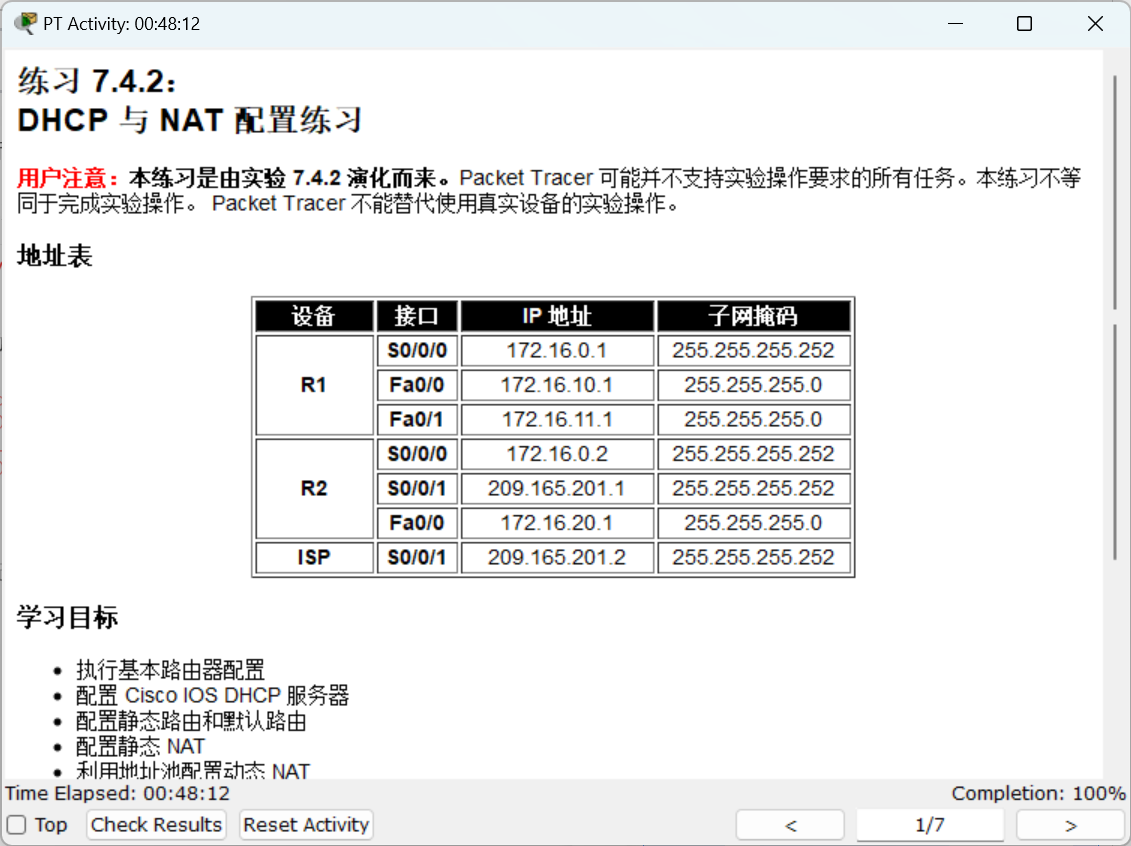 PT Activity: 00:48:12
练习 7.4.2：
DHCP 与 NAT 配置练习
用户注意：本练习是由实验 7.4.2 演化而来。Packet Tracer 可能并不支持实验操作要求的所有任务。本练习不等
同于完成实验操作。 Packet Tracer 不能替代使用真实设备的实验操作。
地址表
设备 接口 IP 地址 子网掩码
R1 S0/0/0 172.16.0.1 255.255.255.252
Fa0/0 172.16.10.1 255.255.255.0
Fa0/1 172.16.11.1 255.255.255.0
R2 S0/0/0 172.16.0.2 255.255.255.252
S0/0/1 209.165.201.1 255.255.255.252
Fa0/0 172.16.20.1 255.255.255.0
ISP S0/0/1 209.165.201.2 255.255.255.252
学习目标
• 执行基本路由器配置
• 配置 Cisco IOS DHCP 服务器
• 配置静态路由和默认路由
• 配置静态 NAT
• 利用地址池配置动态 NAT
Time Elapsed: 00:48:12 Completion: 100%
Top Check Results Reset Activity < 1/7 >